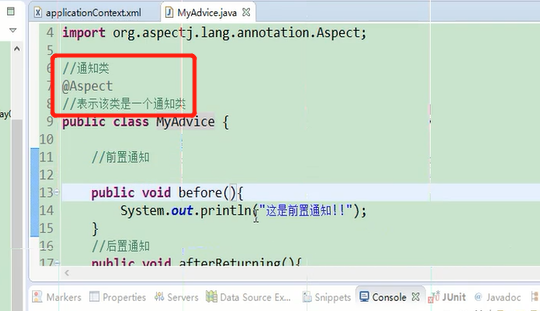 applicationContext.xml
MyAdvice.java
4 import org.aspectj.lang.annotation.Aspect;
5
6 //通知类
7 @Aspect
8 //表示该类是一个通知类
9 public class MyAdvice {
10
11 //前置通知
12
13 public void before(){
14 System.out.println("这是前置通知!!");
15 }
16 //后置通知
17 public void afterReturning(){
Markers Properties Servers Data Source Ex... Snippets Console JUnit @ Javadoc